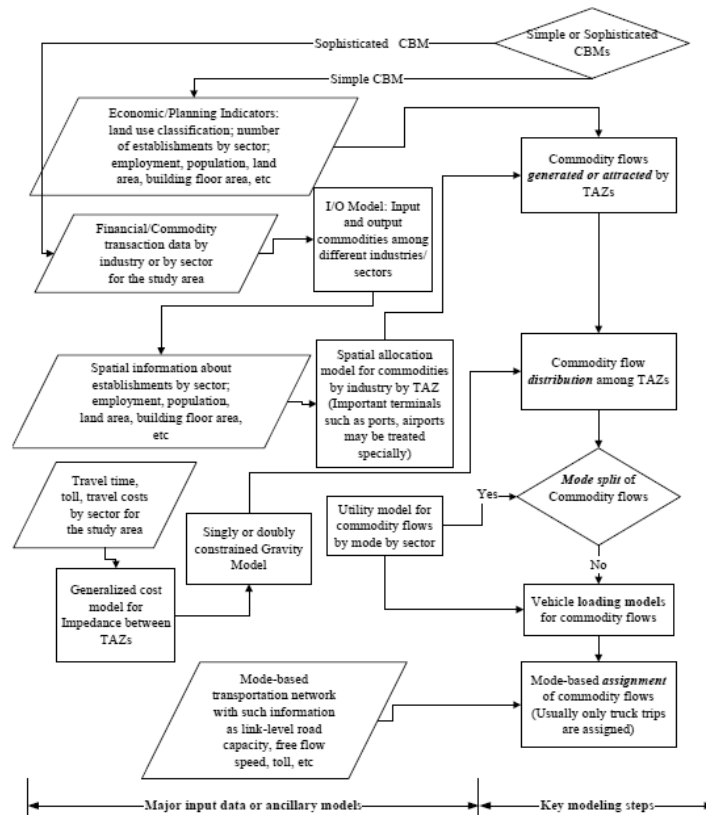 Simple or Sophisticated
CBMs
Sophisticated CBM
Simple CBM
Economic/Planning Indicators:
land use classification; number
of establishments by sector;
employment, population, land
area, building floor area, etc
Commodity flows
generated or attracted by
TAZs
Financial/Commodity
transaction data by
industry or by sector
for the study area
I/O Model: Input
and output
commodities among
different industries/
sectors
Spatial information about
establishments by sector;
employment, population,
land area, building floor area,
etc
Spatial allocation
model for commodities
by industry by TAZ
(Important terminals
such as ports, airports
may be treated
specially)
Commodity flow
distribution among TAZs
Travel time,
toll, travel costs
by sector for
the study area
Singly or doubly
constrained Gravity
Model
Utility model for
commodity flows
by mode by sector
Yes
Mode split of
Commodity flows
No
Generalized cost
model for
Impedance between
TAZs
Vehicle loading models
for commodity flows
Mode-based
transportation network
with such information
as link-level road
capacity, free flow
speed, toll, etc
Mode-based assignment
of commodity flows
(Usually only truck trips
are assigned)
Major input data or ancillary models
Key modeling steps